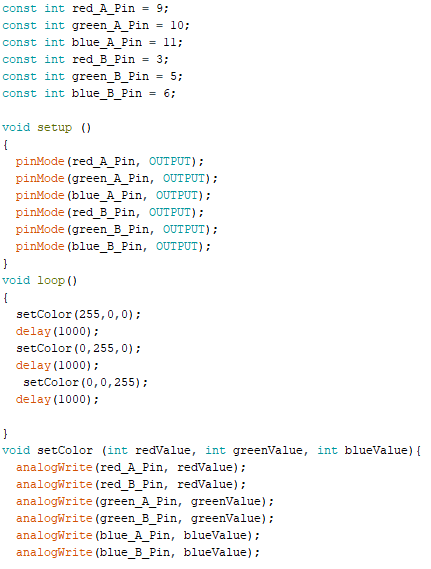 const int red_A_Pin = 9;
const int green_A_Pin = 10;
const int blue_A_Pin = 11;
const int red_B_Pin = 3;
const int green_B_Pin = 5;
const int blue_B_Pin = 6;

void setup ()
{
  pinMode(red_A_Pin, OUTPUT);
  pinMode(green_A_Pin, OUTPUT);
  pinMode(blue_A_Pin, OUTPUT);
  pinMode(red_B_Pin, OUTPUT);
  pinMode(green_B_Pin, OUTPUT);
  pinMode(blue_B_Pin, OUTPUT);
}
void loop()
{
  setColor(255,0,0);
  delay(1000);
  setColor(0,255,0);
  delay(1000);
   setColor(0,0,255);
  delay(1000);

}
void setColor (int redValue, int greenValue, int blueValue){
  analogWrite(red_A_Pin, redValue);
  analogWrite(red_B_Pin, redValue);
  analogWrite(green_A_Pin, greenValue);
  analogWrite(green_B_Pin, greenValue);
  analogWrite(blue_A_Pin, blueValue);
  analogWrite(blue_B_Pin, blueValue);